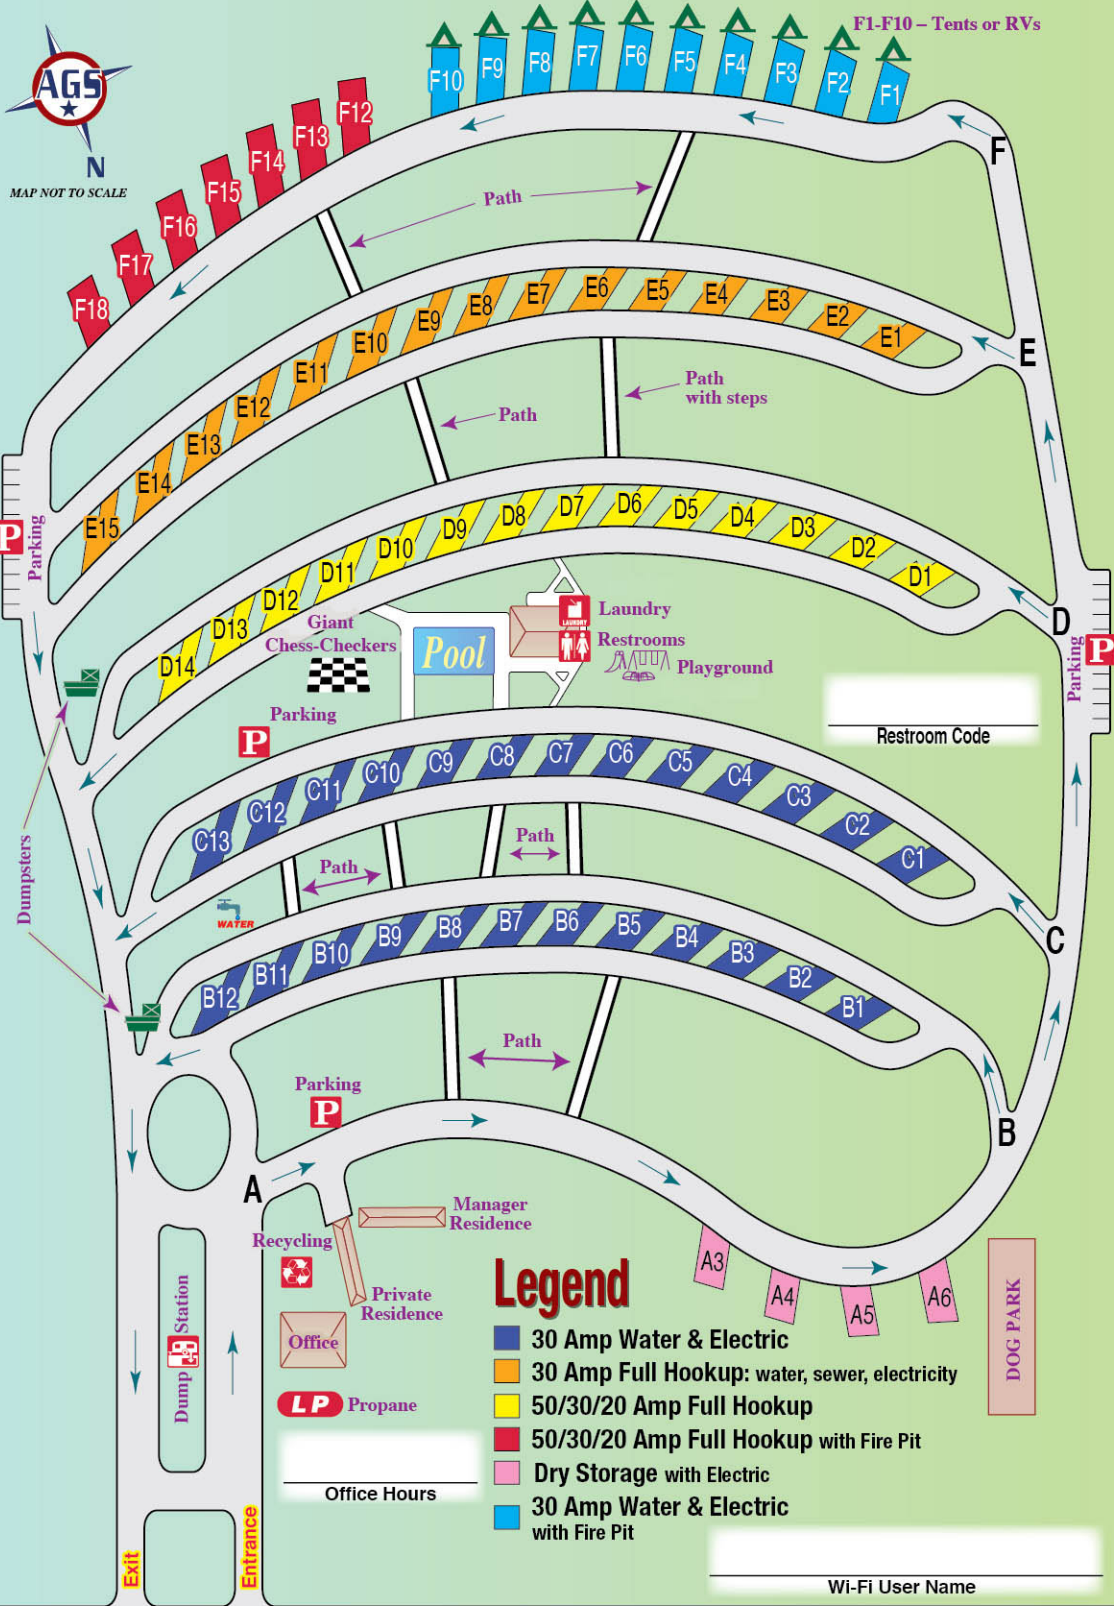 AGS
N
MAP NOT TO SCALE
F1-F10 – Tents or RVs
F10
F9
F8
F7
F6
F5
F4
F3
F2
F1
F12
F13
F14
F15
F16
F17
F18
F
Path
E1
E2
E3
E4
E5
E6
E7
E8
E9
E10
E11
E12
E13
E14
E15
E
Path
with steps
Path
P
Parking
D1
D2
D3
D4
D5
D6
D7
D8
D9
D10
D11
D12
D13
D14
D
P
Parking
Giant
Chess-Checkers
Pool
LAUNDRY
Laundry
Restrooms
Playground
Restroom Code
Parking
P
C1
C2
C3
C4
C5
C6
C7
C8
C9
C10
C11
C12
C13
C
Dumpsters
Path
Path
WATER
B1
B2
B3
B4
B5
B6
B7
B8
B9
B10
B11
B12
B
Path
Parking
P
A
Manager
Residence
Recycling
Private
Residence
Office
LP Propane
Dump Station
A3
A4
A5
A6
DOG PARK
Legend
30 Amp Water & Electric
30 Amp Full Hookup: water, sewer, electricity
50/30/20 Amp Full Hookup
50/30/20 Amp Full Hookup with Fire Pit
Dry Storage with Electric
30 Amp Water & Electric
with Fire Pit
Office Hours
Exit
Entrance
Wi-Fi User Name